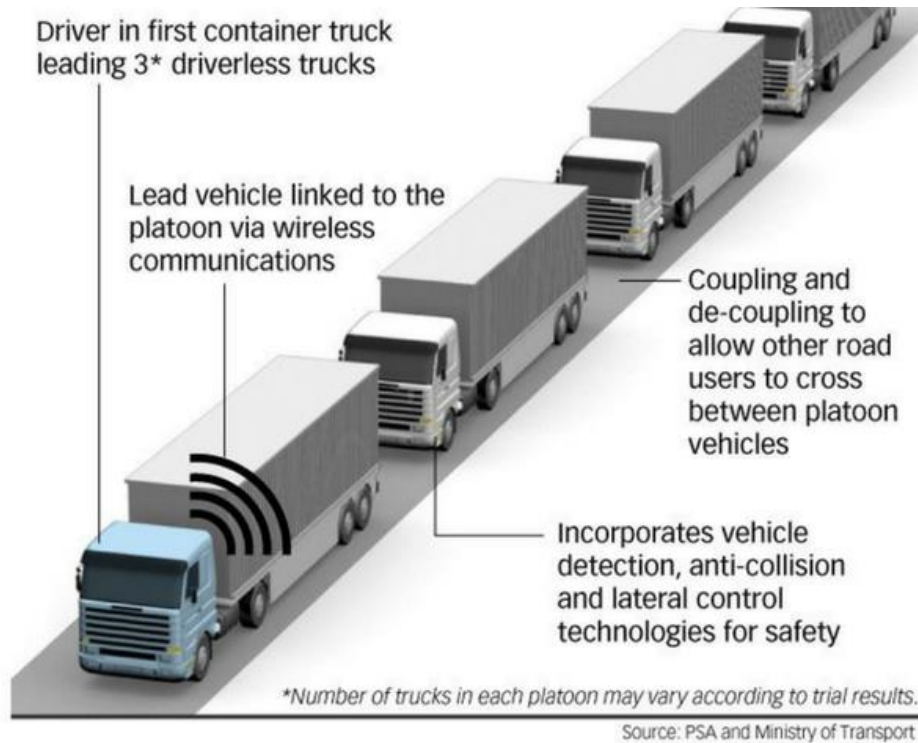 Driver in first container truck
leading 3* driverless trucks
Lead vehicle linked to the
platoon via wireless
communications
Coupling and
de-coupling to
allow other road
users to cross
between platoon
vehicles
Incorporates vehicle
detection, anti-collision
and lateral control
technologies for safety
*Number of trucks in each platoon may vary according to trial results.
Source: PSA and Ministry of Transport